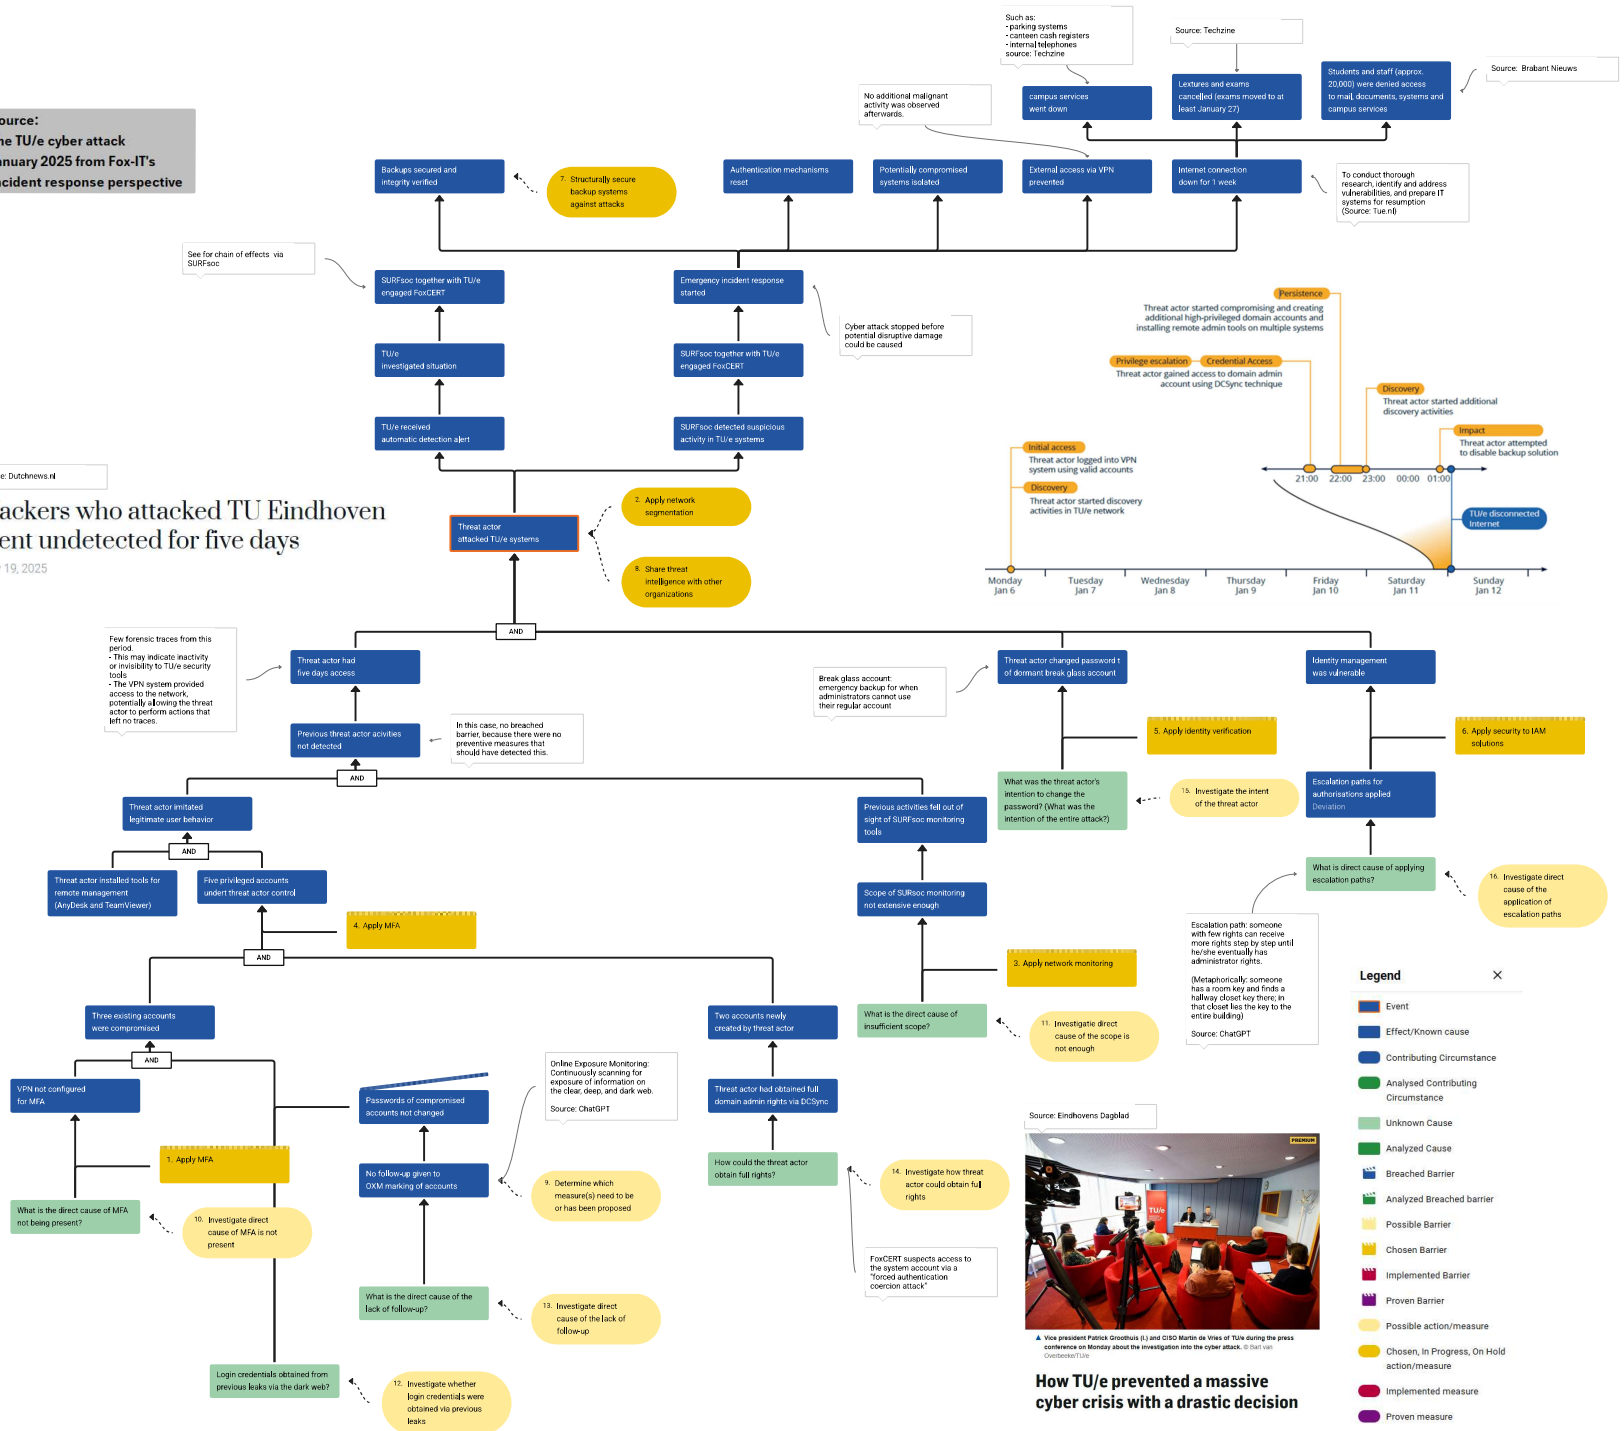 Such as:
- parking systems
- canteen cash registers
- internal telephones
source: Techzine
Source: Techzine
Source: Brabant Nieuws
No additional malignant
activity was observed
afterwards.
campus services
went down
Lextures and exams
cancelled (exams moved to at
least January 27)
Students and staff (approx.
20,000) were denied access
to mail, documents, systems and
campus services
ource:
he TU/e cyber attack
anuary 2025 from Fox-IT's
ncident response perspective
Backups secured and
integrity verified
7. Structurally secure
backup systems
against attacks
Authentication mechanisms
reset
Potentially compromised
systems isolated
External access via VPN
prevented
Internet connection
down for 1 week
To conduct thorough
research, identify and address
vulnerabilities, and prepare IT
systems for resumption
(Source: Tue.nl)
See for chain of effects via
SURFsoc
SURFsoc together with TU/e
engaged FoxCERT
Emergency incident response
started
Cyber attack stopped before
potential disruptive damage
could be caused
TU/e
investigated situation
SURFsoc together with TU/e
engaged FoxCERT
TU/e received
automatic detection alert
SURFsoc detected suspicious
activity in TU/e systems
Persistence
Threat actor started compromising and creating
additional high-privileged domain accounts and
installing remote admin tools on multiple systems
Privilege escalation
Credential Access
Threat actor gained access to domain admin
account using DCSync technique
Discovery
Threat actor started additional
discovery activities
Impact
Threat actor attempted
to disable backup solution
Initial access
Threat actor logged into VPN
system using valid accounts
Discovery
Threat actor started discovery
activities in TU/e network
21:00 22:00 23:00 00:00 01:00
TU/e disconnected
Internet
Monday
Jan 6
Tuesday
Jan 7
Wednesday
Jan 8
Thursday
Jan 9
Friday
Jan 10
Saturday
Jan 11
Sunday
Jan 12
e: Dutchnews.nl
ackers who attacked TU Eindhoven
ent undetected for five days
19, 2025
Threat actor
attacked TU/e systems
2. Apply network
segmentation
8. Share threat
intelligence with other
organizations
AND
Few forensic traces from this
period.
- This may indicate inactivity
or invisibility to TU/e security
tools
- The VPN system provided
access to the network,
potentially allowing the threat
actor to perform actions that
left no traces.
Threat actor had
five days access
Previous threat actor acivities
not detected
In this case, no breached
barrier, because there were no
preventive measures that
should have detected this.
Break glass account:
emergency backup for when
administrators cannot use
their regular account
Threat actor changed password t
of dormant break glass account
Identity management
was vulnerable
5. Apply identity verification
6. Apply security to IAM
solutions
AND
Threat actor imitated
legitimate user behavior
Previous activities fell out of
sight of SURFsoc monitoring
tools
What was the threat actor's
intention to change the
password? (What was the
intention of the entire attack?)
15. Investigate the intent
of the threat actor
Escalation paths for
authorisations applied
Deviation
AND
Threat actor installed tools for
remote management
(AnyDesk and TeamViewer)
Five privileged accounts
undert threat actor control
4. Apply MFA
Scope of SURsoc monitoring
not extensive enough
What is direct cause of applying
escalation paths?
16. Investigate direct
cause of the
application of
escalation paths
Escalation path: someone
with few rights can receive
more rights step by step until
he/she eventually has
administrator rights.
(Metaphorically: someone
has a room key and finds a
hallway closet key there; in
that closet lies the key to the
entire building)
Source: ChatGPT
AND
3. Apply network monitoring
Three existing accounts
were compromised
Two accounts newly
created by threat actor
What is the direct cause of
insufficient scope?
11. Investigatie direct
cause of the scope is
not enough
AND
VPN not configured
for MFA
Passwords of compromised
accounts not changed
Online Exposure Monitoring:
Continuously scanning for
exposure of information on
the clear, deep, and dark web.
Source: ChatGPT
Threat actor had obtained full
domain admin rights via DCSync
1. Apply MFA
No follow-up given to
OXM marking of accounts
9. Determine which
measure(s) need to be
or has been proposed
How could the threat actor
obtain full rights?
14. Investigate how threat
actor could obtain full
rights
What is the direct cause of MFA
not being present?
10. Investigate direct
cause of MFA is not
present
FoxCERT suspects access to
the system account via a
"forced authentication
coercion attack"
What is the direct cause of the
lack of follow-up?
13. Investigate direct
cause of the lack of
follow-up
Login credentials obtained from
previous leaks via the dark web?
12. Investigate whether
login credentials were
obtained via previous
leaks
Source: Eindhovens Dagblad
PREMIUM
TU/e
Vice president Patrick Groothuis (l.) and CISO Martin de Vries of TU/e during the press
conference on Monday about the investigation into the cyber attack. © Bart van
Overbeeke/TU/e
How TU/e prevented a massive
cyber crisis with a drastic decision
Legend
Event
Effect/Known cause
Contributing Circumstance
Analysed Contributing
Circumstance
Unknown Cause
Analyzed Cause
Breached Barrier
Analyzed Breached barrier
Possible Barrier
Chosen Barrier
Implemented Barrier
Proven Barrier
Possible action/measure
Chosen, In Progress, On Hold
action/measure
Implemented measure
Proven measure